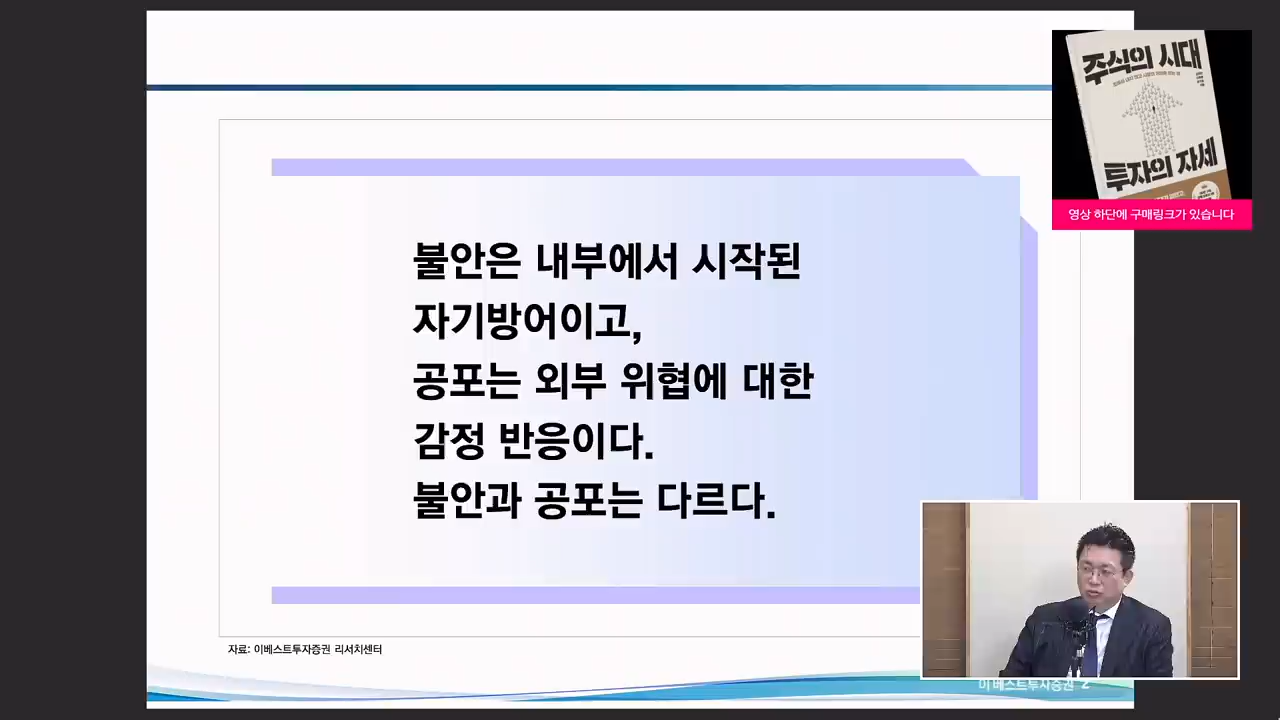 불안은 내부에서 시작된
자기방어이고,
공포는 외부 위협에 대한
감정 반응이다.
불안과 공포는 다르다.
자료: 이베스트투자증권 리서치센터
이베스트투자증권 2
주식의 시대
투자의 자세
영상 하단에 구매링크가 있습니다